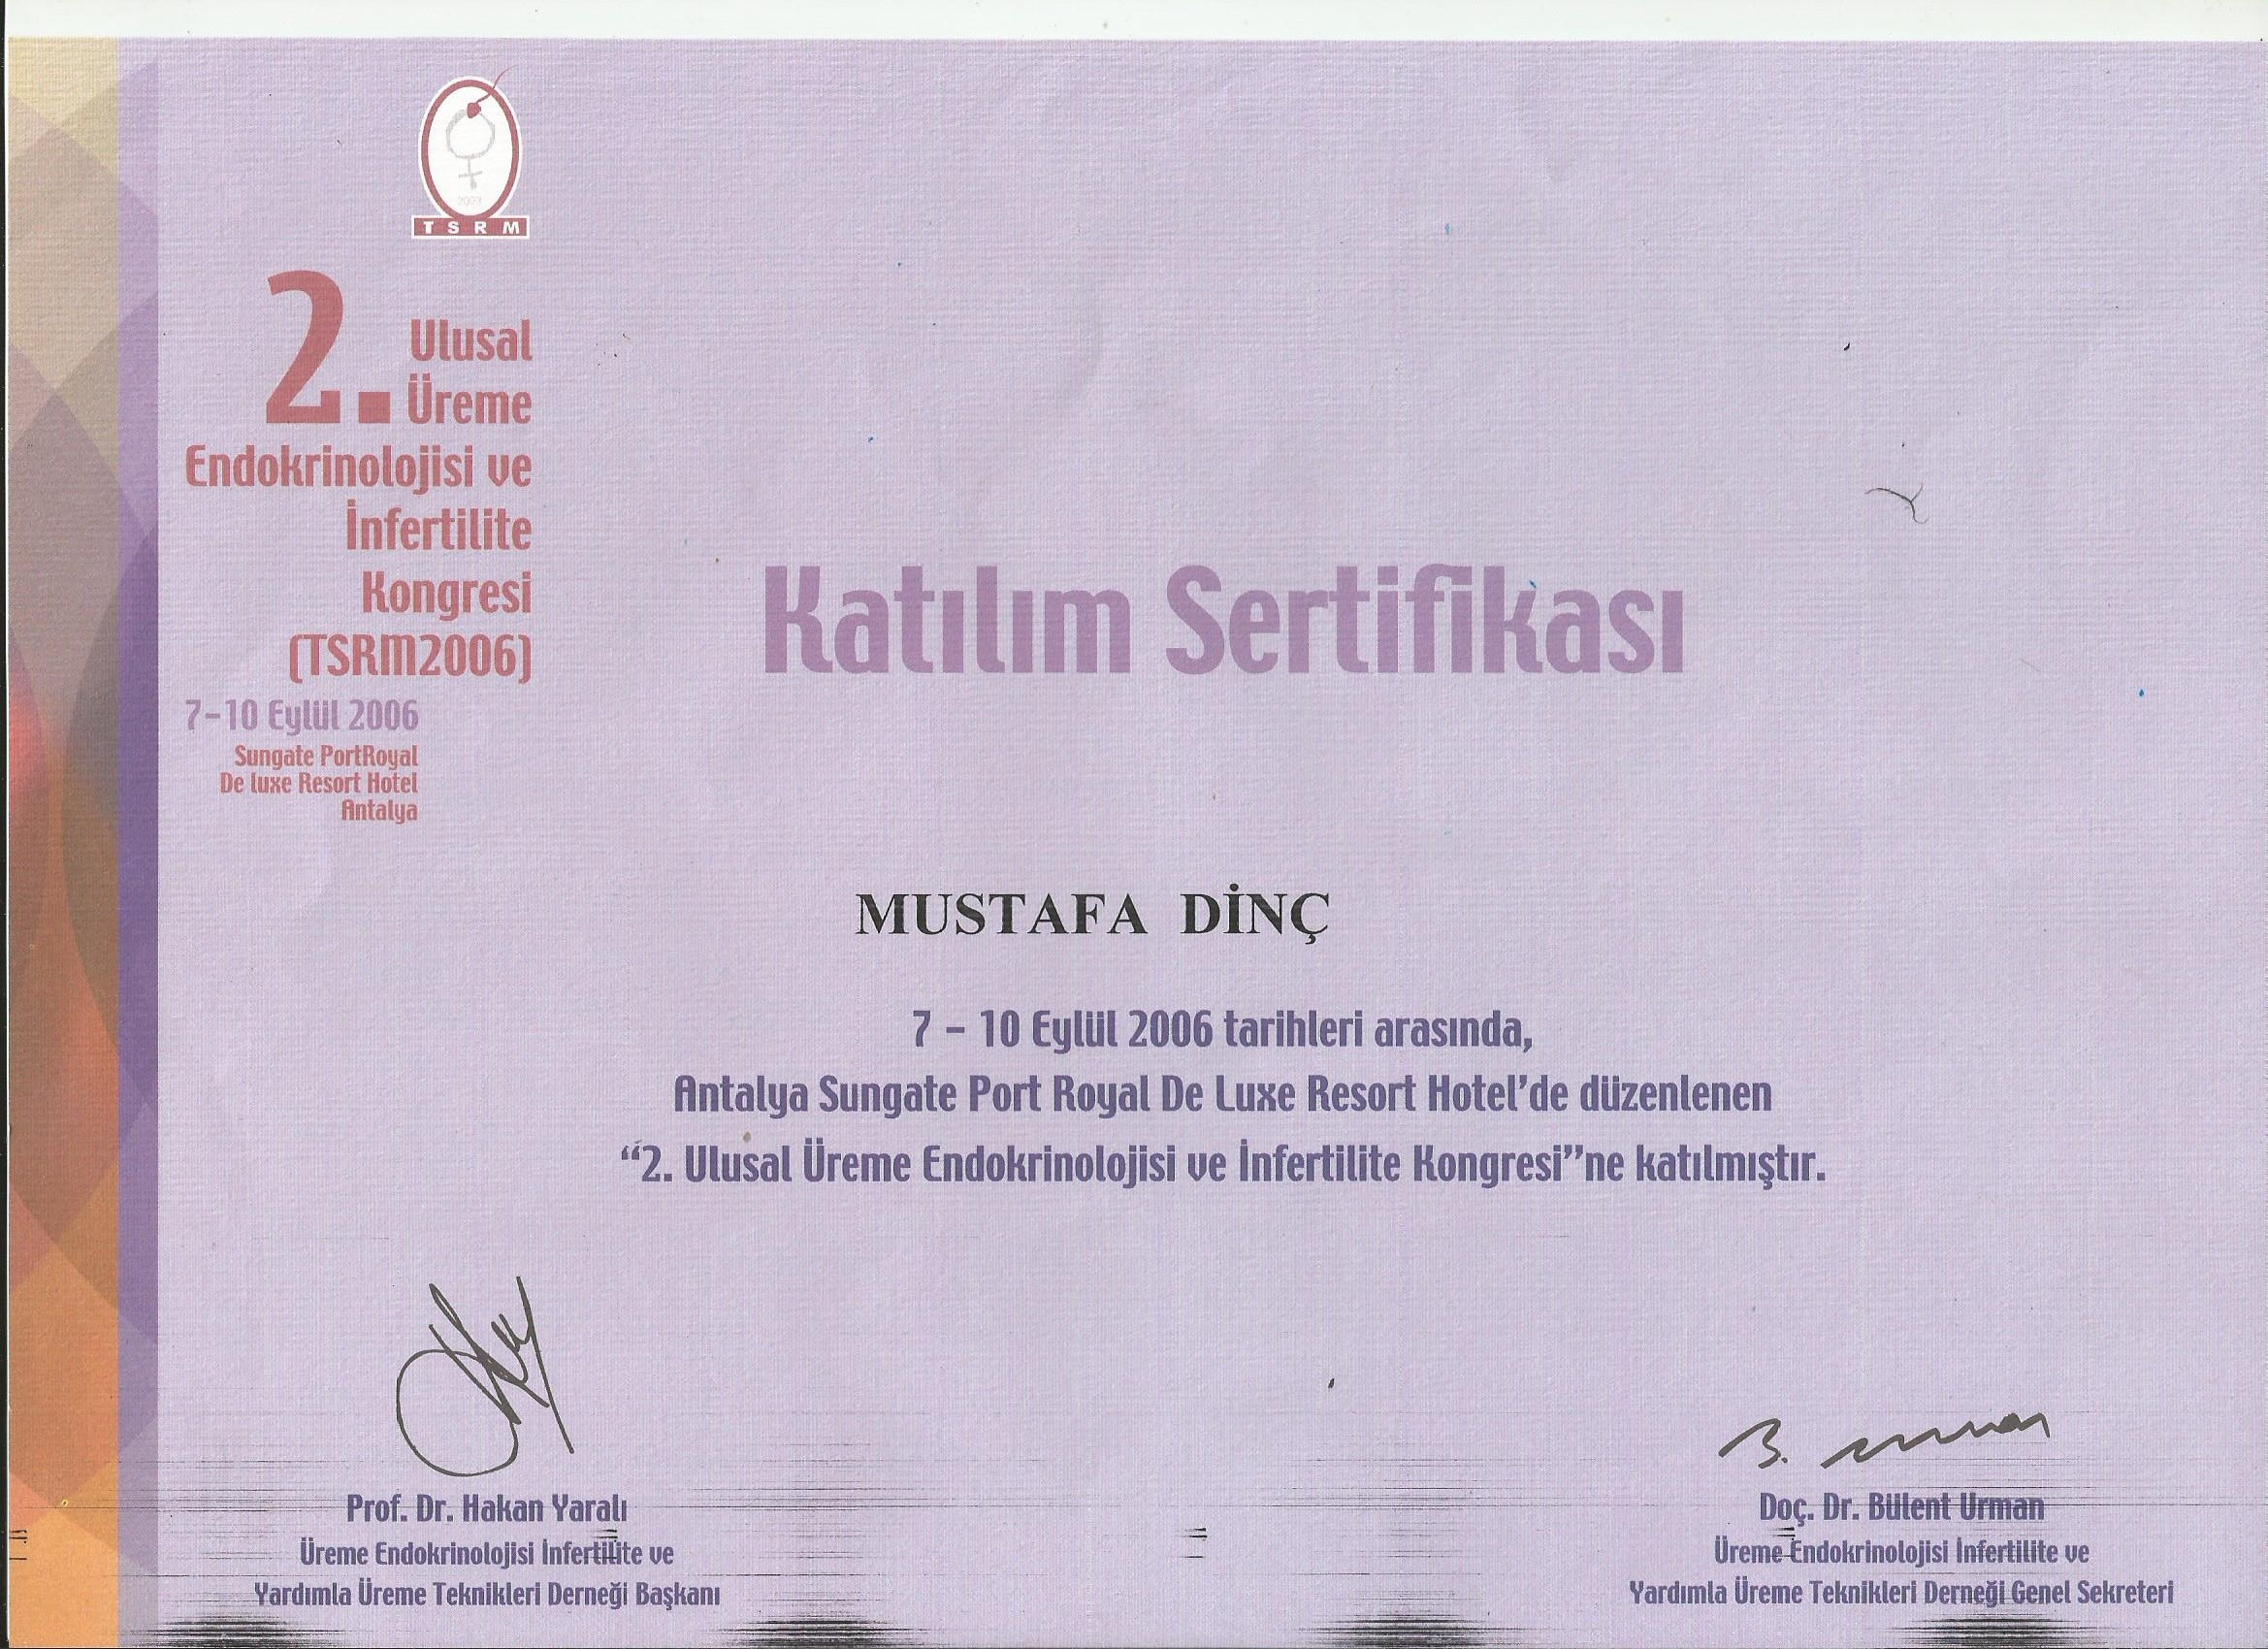 2003
TSRM
2. Ulusal
Üreme
Endokrinolojisi ve
İnfertilite
Kongresi
(TSRM2006)
7-10 Eylül 2006
Sungate PortRoyal
De luxe Resort Hotel
Antalya
Katılım Sertifikası
MUSTAFA DİNÇ
7 - 10 Eylül 2006 tarihleri arasında,
Antalya Sungate Port Royal De Luxe Resort Hotel'de düzenlenen
“2. Ulusal Üreme Endokrinolojisi ve İnfertilite Kongresi”ne katılmıştır.
Prof. Dr. Hakan Yaralı
Üreme Endokrinolojisi İnfertilite ve
Yardımla Üreme Teknikleri Derneği Başkanı
B. Urman
Doç. Dr. Bülent Urman
Üreme Endokrinolojisi İnfertilite ve
Yardımla Üreme Teknikleri Derneği Genel Sekreteri